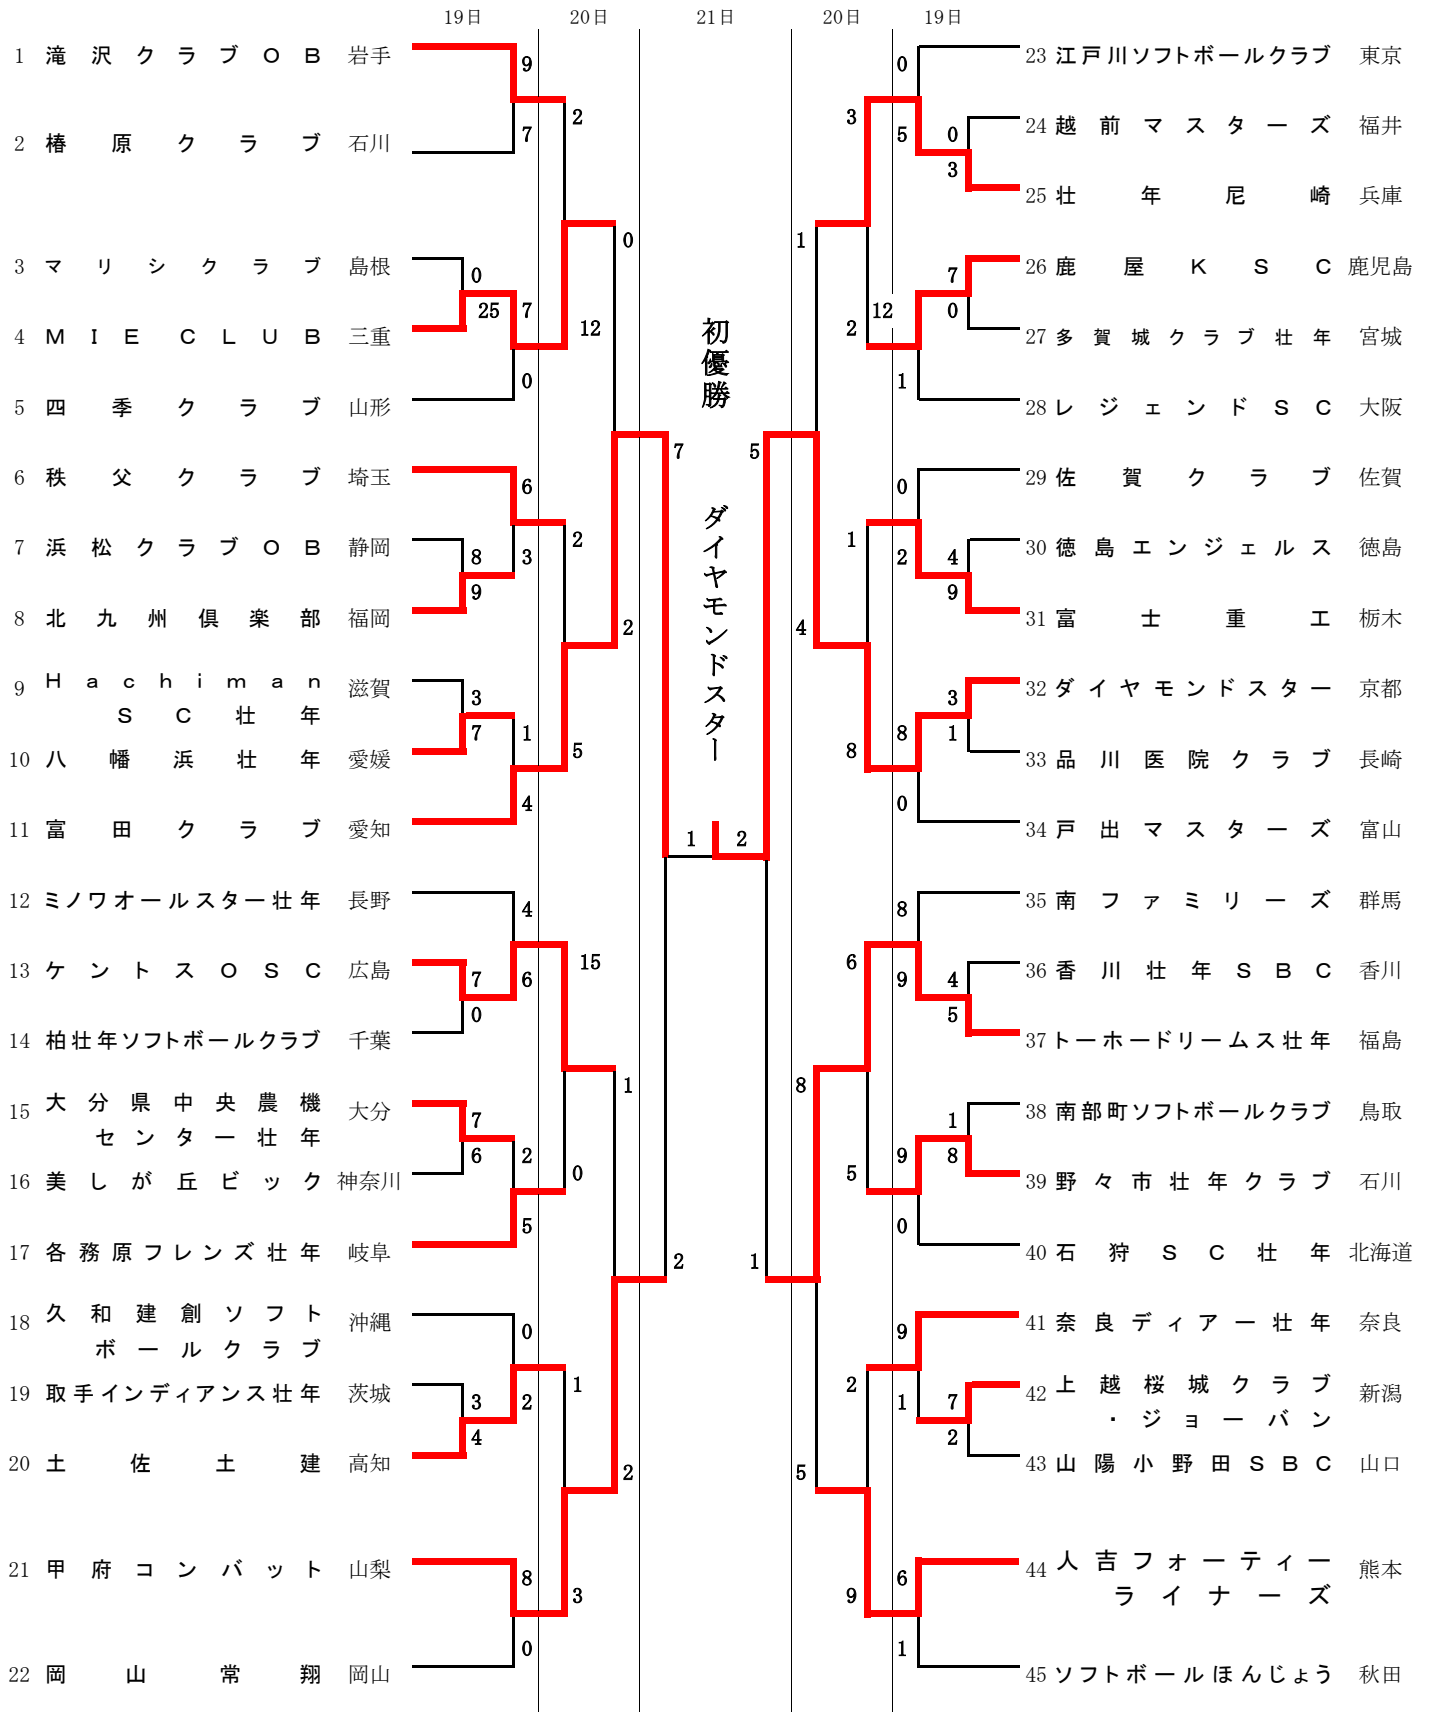 19日 20日 21日 20日 19日
1 滝沢クラブOB 岩手
9
7
2
2 椿原クラブ 石川
3 マリシクラブ 島根
0
25
7
12
0
4 MIE CLUB 三重
0
5 四季クラブ 山形
7
6 秩父クラブ 埼玉
6
3
2
7 浜松クラブOB 静岡
8
9
8 北九州倶楽部 福岡
2
9 Hachiman
SC壮年 滋賀
3
7
1
5
10 八幡浜壮年 愛媛
4
11 富田クラブ 愛知
1 2
12 ミノワオールスター壮年 長野
4
6
15
13 ケントスOSC 広島
7
0
14 柏壮年ソフトボールクラブ 千葉
1
15 大分県中央農機
センター壮年 大分
7
6
2
0
16 美しが丘ビック 神奈川
5
17 各務原フレンズ壮年 岐阜
2
18 久和建創ソフト
ボールクラブ 沖縄
0
2
1
19 取手インディアンス壮年 茨城
3
4
20 土佐土建 高知
2
21 甲府コンバット山梨
8
0
3
22 岡山常翔 岡山
初優勝
ダイヤモンドスター
23 江戸川ソフトボールクラブ 東京
0
5
3
24 越前マスターズ 福井
0
3
25 壮年尼崎 兵庫
1
26 鹿屋KSC 鹿児島
7
0
12
2
27 多賀城クラブ壮年 宮城
1
28 レジェンドSC 大阪
5
29 佐賀クラブ 佐賀
0
2
1
30 徳島エンジェルス 徳島
4
9
31 富士重工 栃木
4
32 ダイヤモンドスター 京都
3
1
8
8
33 品川医院クラブ 長崎
0
34 戸出マスターズ 富山
35 南ファミリーズ 群馬
8
9
6
36 香川壮年SBC 香川
4
5
37 トーホードリームス壮年 福島
8
38 南部町ソフトボールクラブ 鳥取
1
8
9
5
39 野々市壮年クラブ 石川
0
40 石狩SC壮年 北海道
1
41 奈良ディアー壮年 奈良
9
1
2
42 上越桜城クラブ
・ジョーバン 新潟
7
2
43 山陽小野田SBC 山口
5
44 人吉フォーティー
ライナーズ 熊本
6
1
9
45 ソフトボールほんじょう 秋田